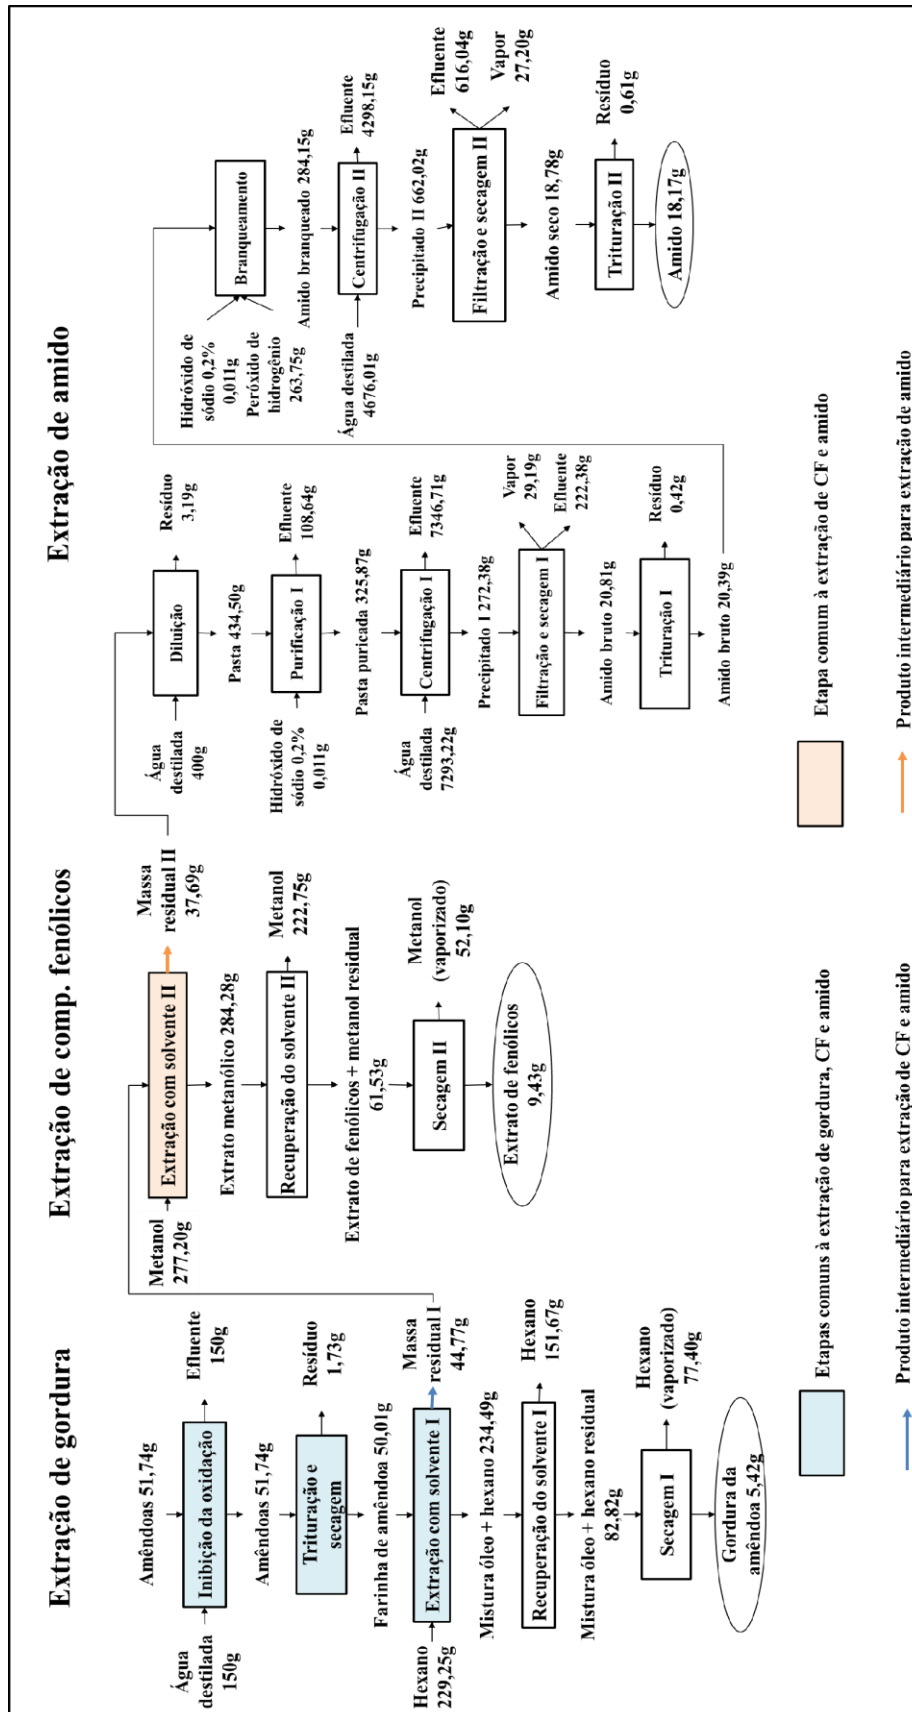 Extração de gordura
Amêndoas 51,74g
Água
destilada
150g
Inibição da oxidação
Efluente
150g
Amêndoas 51,74g
Trituração e
secagem
Resíduo
1,73g
Farinha de amêndoa 50,01g
Hexano
229,25g
Extração com solvente I
Massa
residual I
44,77g
Mistura óleo + hexano 234,49g
Recuperação do solvente I
Hexano
151,67g
Mistura óleo + hexano residual
82,82g
Secagem I
Hexano
(vaporizado)
77,40g
Gordura da
amêndoa 5,42g
Extração de comp. fenólicos
Metanol
277,20g
Extração com solvente II
Massa
residual II
37,69g
Extrato metanólico 284,28g
Recuperação do solvente II
Metanol
222,75g
Extrato de fenólicos + metanol residual
61,53g
Secagem II
Metanol
(vaporizado)
52,10g
Extrato de fenólicos
9,43g
Extração de amido
Água
destilada
400g
Diluição
Resíduo
3,19g
Pasta 434,50g
Hidróxido de
sódio 0,2%
0,011g
Purificação I
Efluente
108,64g
Pasta puricada 325,87g
Água
destilada
7293,22g
Centrifugação I
Efluente
7346,71g
Precipitado I 272,38g
Filtração e secagem I
Vapor
29,19g
Efluente
222,38g
Amido bruto 20,81g
Trituração I
Resíduo
0,42g
Amido bruto 20,39g
Hidróxido de
sódio 0,2%
0,011g
Peróxido de
hidrogênio
263,75g
Branqueamento
Amido branqueado 284,15g
Água destilada
4676,01g
Centrifugação II
Efluente
4298,15g
Precipitado II 662,02g
Filtração e secagem II
Efluente
616,04g
Vapor
27,20g
Amido seco 18,78g
Trituração II
Resíduo
0,61g
Amido 18,17g
Etapas comuns à extração de gordura, CF e amido
Etapa comum à extração de CF e amido
Produto intermediário para extração de CF e amido
Produto intermediário para extração de amido